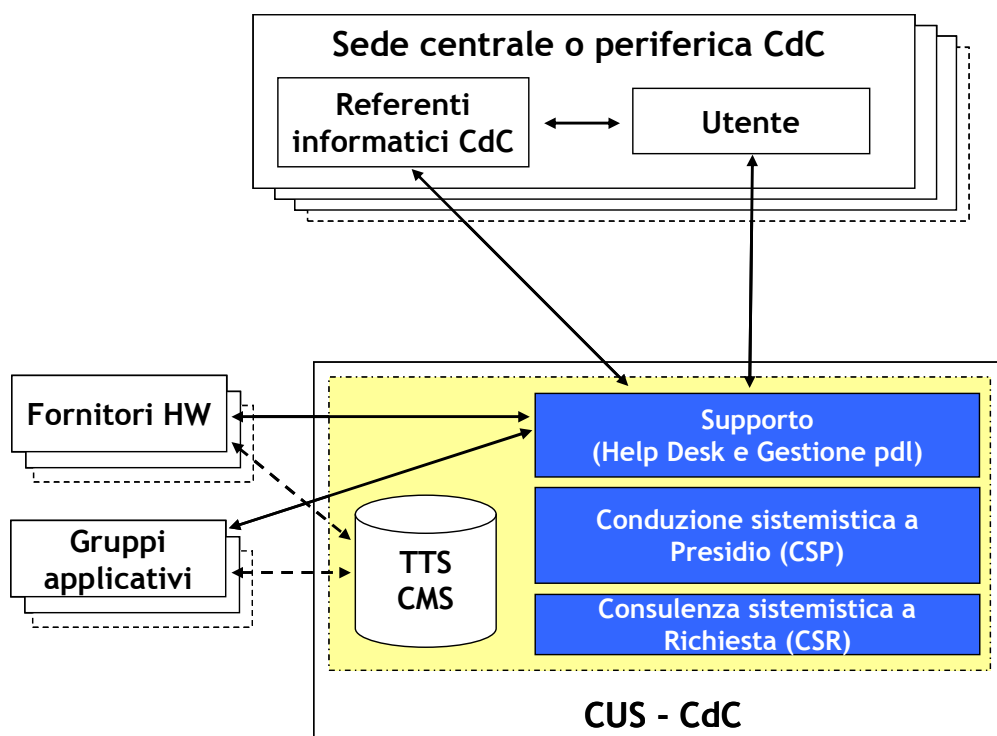 Sede centrale o periferica CdC
Referenti
informatici CdC
Utente
Fornitori HW
Gruppi
applicativi
TTS
CMS
Supporto
(Help Desk e Gestione pdl)
Conduzione sistemistica a
Presidio (CSP)
Consulenza sistemistica a
Richiesta (CSR)
CUS - CdC